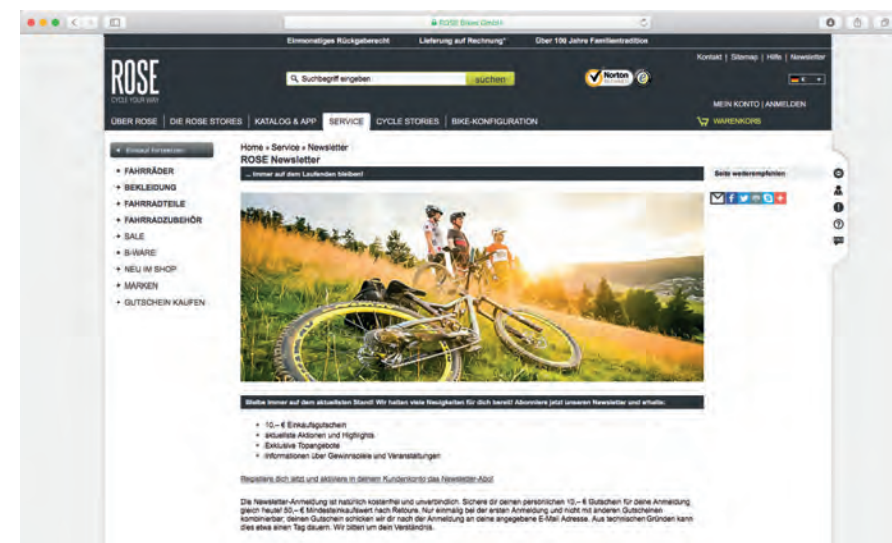 ROSE Bikes GmbH
Einmonatiges Rückgaberecht Lieferung auf Rechnung* Über 100 Jahre Familientradition
Kontakt | Sitemap | Hilfe | Newsletter
ROSE
CYCLE YOUR WAY
Suchbegriff eingeben suchen
Norton
€
MEIN KONTO | ANMELDEN
ÜBER ROSE | DIE ROSE STORES | KATALOG & APP SERVICE CYCLE STORIES | BIKE-KONFIGURATION
WARENKORB
Einkauf fortsetzen
Home » Service » Newsletter
ROSE Newsletter
... Immer auf dem Laufenden bleiben!
Seite weiterempfehlen
FAHRRÄDER
BEKLEIDUNG
FAHRRADTEILE
FAHRRADZUBEHÖR
SALE
B-WARE
NEU IM SHOP
MARKEN
GUTSCHEIN KAUFEN
Bleibe immer auf dem aktuellsten Stand! Wir halten viele Neuigkeiten für dich bereit! Abonniere jetzt unseren Newsletter und erhalte:
10,– € Einkaufsgutschein
aktuellste Aktionen und Highlights
Exklusive Topangebote
Informationen über Gewinnspiele und Veranstaltungen
Registriere dich jetzt und aktiviere in deinem Kundenkonto das Newsletter-Abo!
Die Newsletter-Anmeldung ist natürlich kostenfrei und unverbindlich. Sichere dir deinen persönlichen 10,– € Gutschein für deine Anmeldung
gleich heute! 50,– € Mindesteinkaufswert nach Retoure. Nur einmalig bei der ersten Anmeldung und nicht mit anderen Gutscheinen
kombinierbar; deinen Gutschein schicken wir dir nach der Anmeldung an deine angegebene E-Mail Adresse. Aus technischen Gründen kann
dies etwa einen Tag dauern. Wir bitten um dein Verständnis.